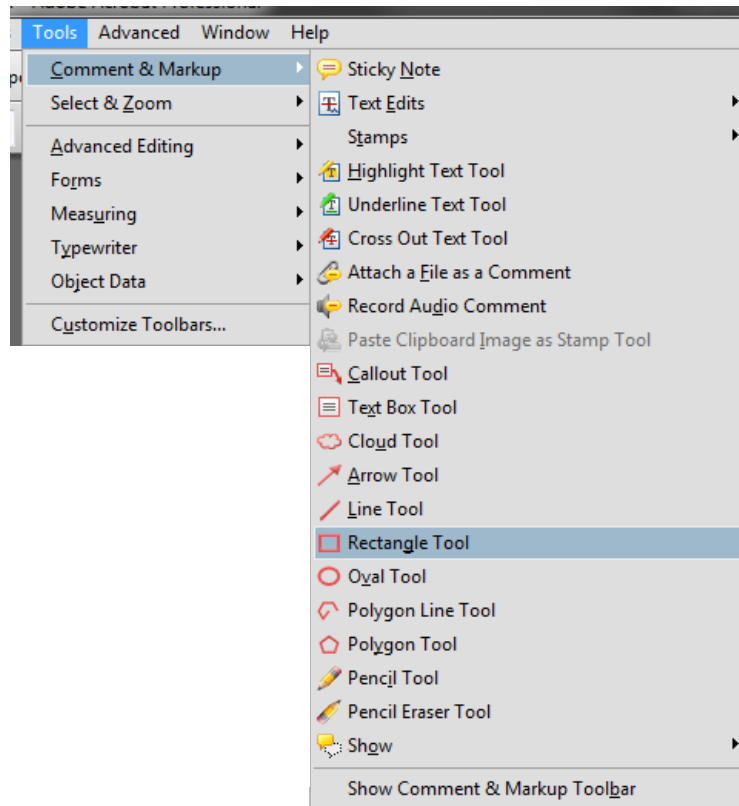 Tools Advanced Window Help
Comment & Markup
Select & Zoom
Advanced Editing
Forms
Measuring
Typewriter
Object Data
Customize Toolbars...
Sticky Note
Text Edits
Stamps
Highlight Text Tool
Underline Text Tool
Cross Out Text Tool
Attach a File as a Comment
Record Audio Comment
Paste Clipboard Image as Stamp Tool
Callout Tool
Text Box Tool
Cloud Tool
Arrow Tool
Line Tool
Rectangle Tool
Oval Tool
Polygon Line Tool
Polygon Tool
Pencil Tool
Pencil Eraser Tool
Show
Show Comment & Markup Toolbar